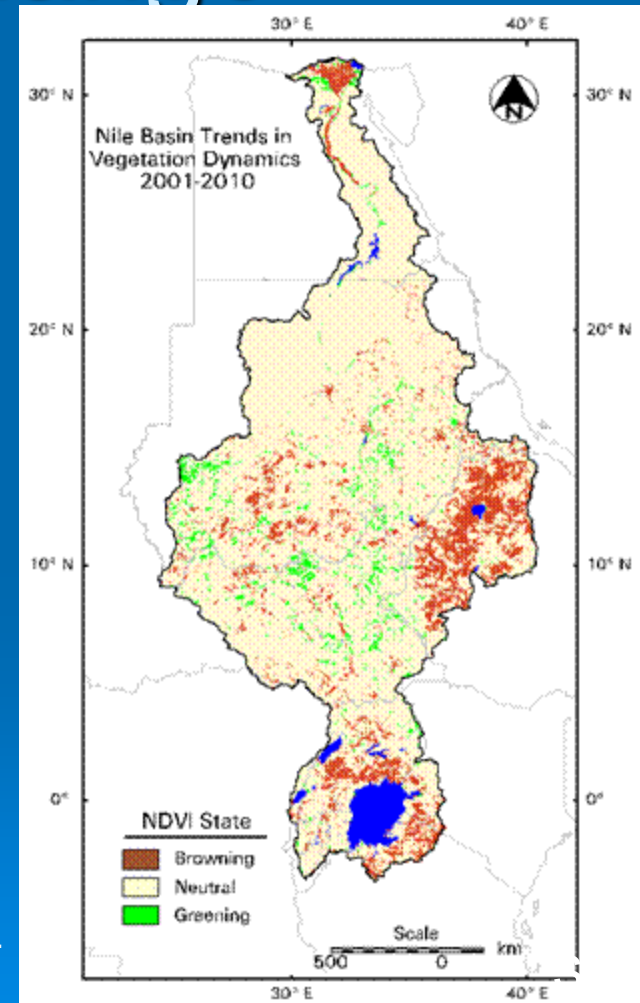 30° E 40° E
30° N 30° N
Nile Basin Trends in
Vegetation Dynamics
2001-2010
N
20° N 20° N
10° N 10° N
0° 0°
NDVI State
Browning
Neutral
Greening
Scale
km
500 0
30° E 40° E